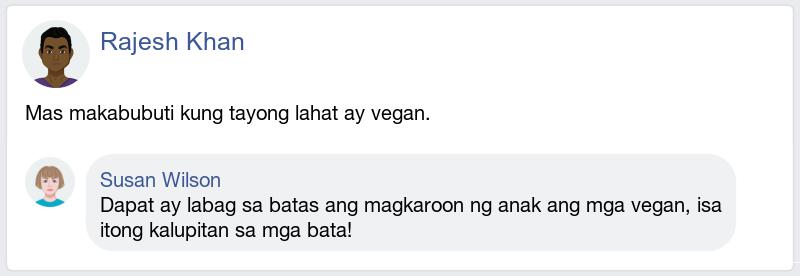 Rajesh Khan
Mas makabubuti kung tayong lahat ay vegan.
Susan Wilson
Dapat ay labag sa batas ang magkaroon ng anak ang mga vegan, isa
itong kalupitan sa mga bata!